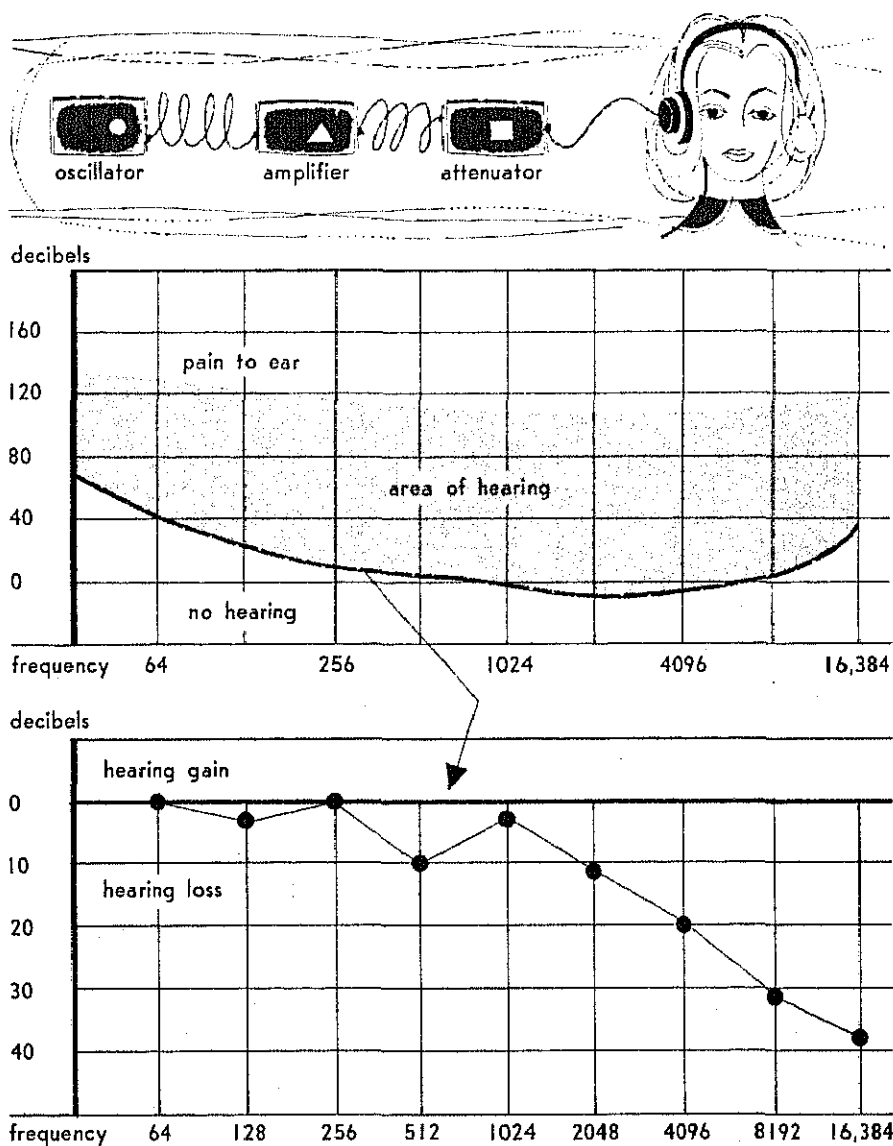 oscillator amplifier attenuator
decibels
160
pain to ear
120
80
area of hearing
40
0
no hearing
frequency 64 256 1024 4096 16,384
decibels
hearing gain
0
10
hearing loss
20
30
40
frequency 64 128 256 512 1024 2048 4096 8192 16,384